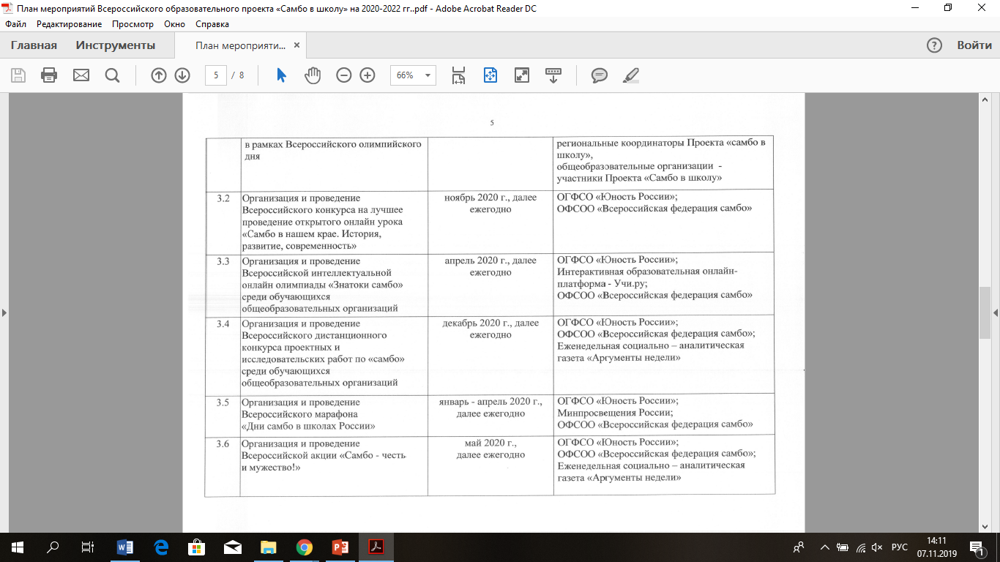 План мероприятий Всероссийского образовательного проекта «Самбо в школу» на 2020-2022 гг..pdf - Adobe Acrobat Reader DC
Файл Редактирование Просмотр Окно Справка
Главная Инструменты План мероприяти... × Войти
5 / 8 66%
5
в рамках Всероссийского олимпийского
дня
региональные координаторы Проекта «самбо в
школу»,
общеобразовательные организации -
участники Проекта «Самбо в школу»
3.2
Организация и проведение
Всероссийского конкурса на лучшее
проведение открытого онлайн урока
«Самбо в нашем крае. История,
развитие, современность»
ноябрь 2020 г., далее
ежегодно
ОГФСО «Юность России»;
ОФСОО «Всероссийская федерация самбо»
3.3
Организация и проведение
Всероссийской интеллектуальной
онлайн олимпиады «Знатоки самбо»
среди обучающихся
общеобразовательных организаций
апрель 2020 г., далее
ежегодно
ОГФСО «Юность России»;
Интерактивная образовательная онлайн-
платформа - Учи.ру;
ОФСОО «Всероссийская федерация самбо»
3.4
Организация и проведение
Всероссийского дистанционного
конкурса проектных и
исследовательских работ по «самбо»
среди обучающихся
общеобразовательных организаций
декабрь 2020 г., далее
ежегодно
ОГФСО «Юность России»;
ОФСОО «Всероссийская федерация самбо»;
Еженедельная социально – аналитическая
газета «Аргументы недели»
3.5
Организация и проведение
Всероссийского марафона
«Дни самбо в школах России»
январь - апрель 2020 г.,
далее ежегодно
ОГФСО «Юность России»;
Минпросвещения России;
ОФСОО «Всероссийская федерация самбо»
3.6
Организация и проведение
Всероссийской акции «Самбо - честь
и мужество!»
май 2020 г.,
далее ежегодно
ОГФСО «Юность России»;
ОФСОО «Всероссийская федерация самбо»;
Еженедельная социально – аналитическая
газета «Аргументы недели»
РУС
14:11
07.11.2019
1